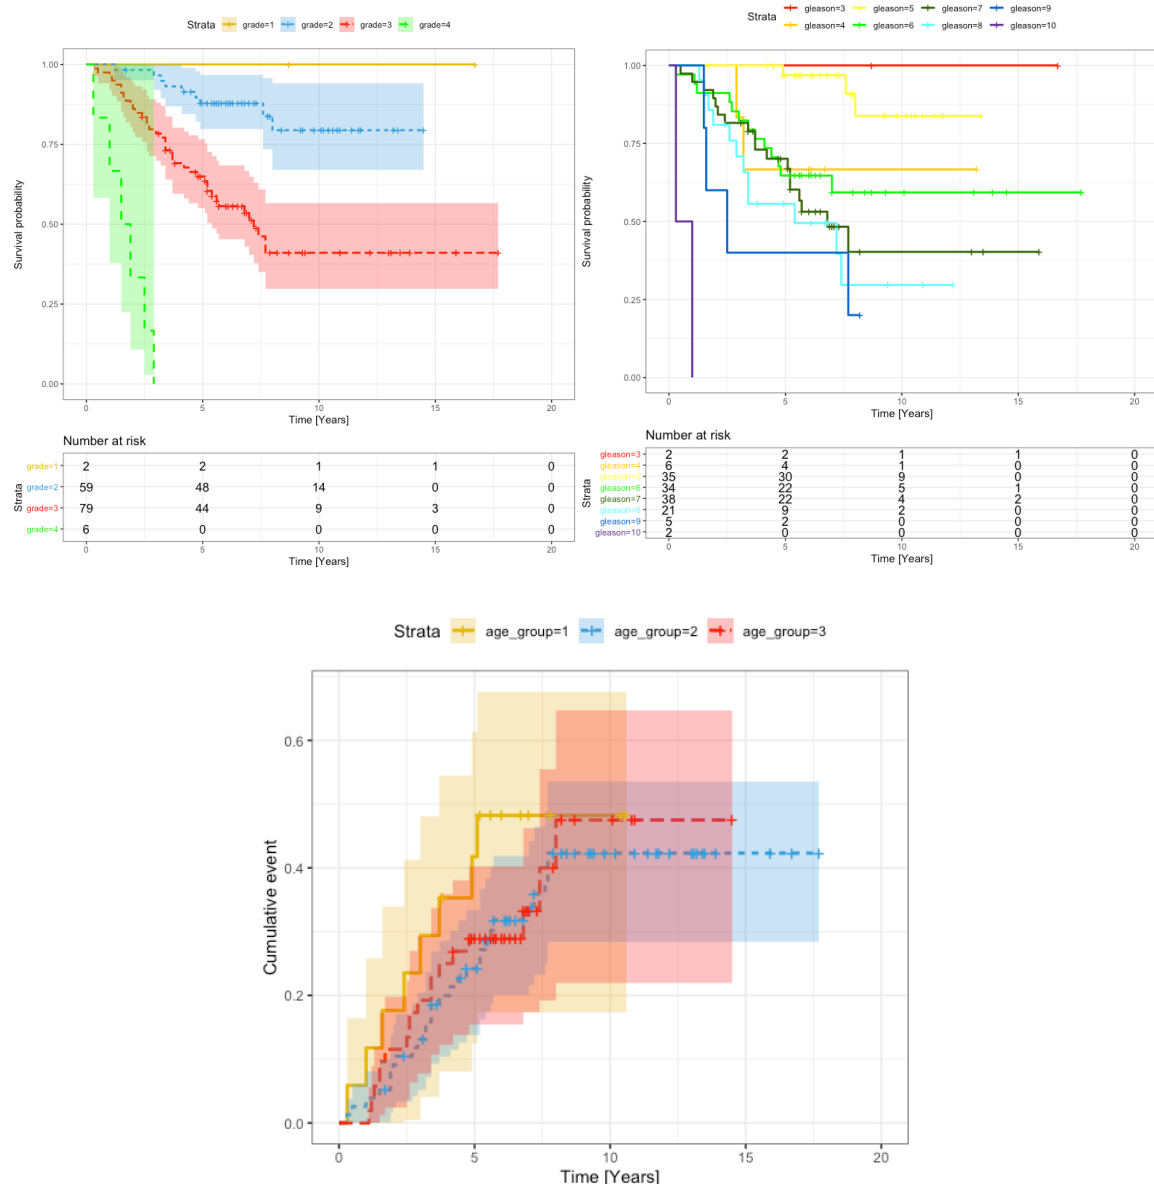 Strata grade=1 grade=2 grade=3 grade=4
1.00
0.75
0.50
0.25
0.00
Survival probability
0 5 10 15 20
Time [Years]
Number at risk
grade=1 2 2 1 1 0
grade=2 59 48 14 0 0
grade=3 79 44 9 3 0
grade=4 6 0 0 0 0
Strata
0 5 10 15 20
Time [Years]
gleason=3 gleason=5 gleason=7 gleason=9
Strata
gleason=4 gleason=6 gleason=8 gleason=10
1.00
0.75
0.50
0.25
0.00
Survival probability
0 5 10 15 20
Time [Years]
Number at risk
gleason=3 2 2 1 1 0
gleason=4 6 4 1 0 0
gleason=5 35 30 9 0 0
gleason=6 34 22 5 1 0
gleason=7 38 22 4 2 0
gleason=8 21 9 2 0 0
gleason=9 5 2 0 0 0
gleason=10 2 0 0 0 0
Strata
0 5 10 15 20
Time [Years]
Strata age_group=1 age_group=2 age_group=3
0.6
0.4
0.2
0.0
Cumulative event
0 5 10 15 20
Time [Years]